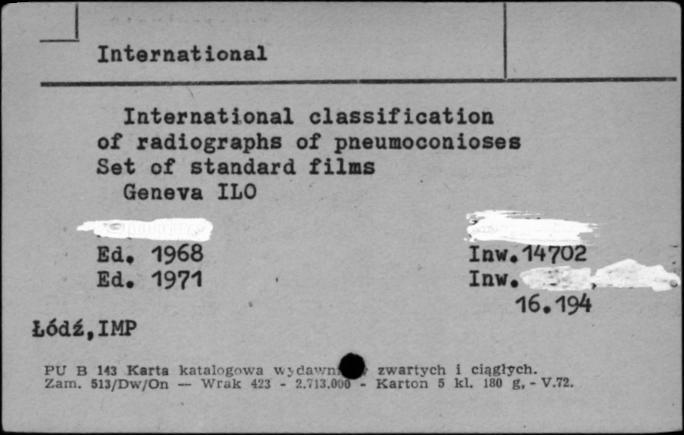 International
International classification
of radiographs of pneumoconioses
Set of standard films
Geneva ILO
Ed. 1968 Inw.14702
Ed. 1971 Inw.
16.194
Łódź,IMP
PU B 143 Karta katalogowa zwartych i ciągłych.
Zam. 513/Dw/On — Wrak 423 - 2.713.000 - Karton 5 kl. 180 g, - V.72.